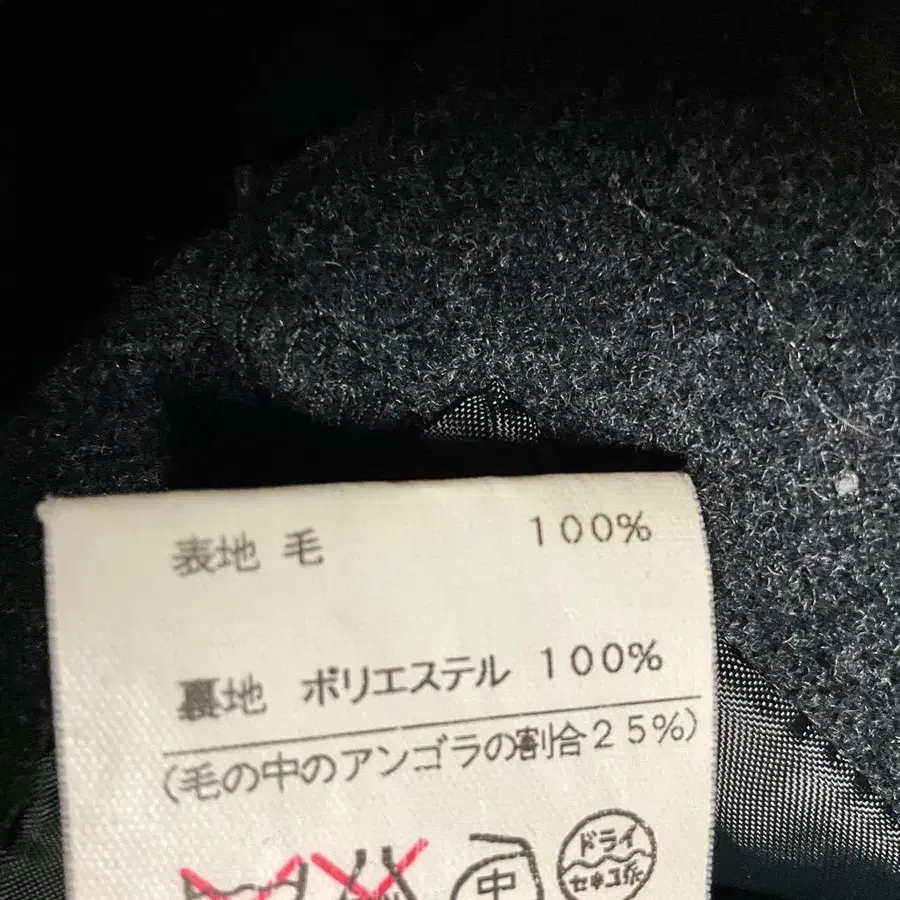 表地 毛 100%
裏地 ポリエステル 100%
(毛の中のアンゴラの割合25%)
中
ドライ
セキユ系